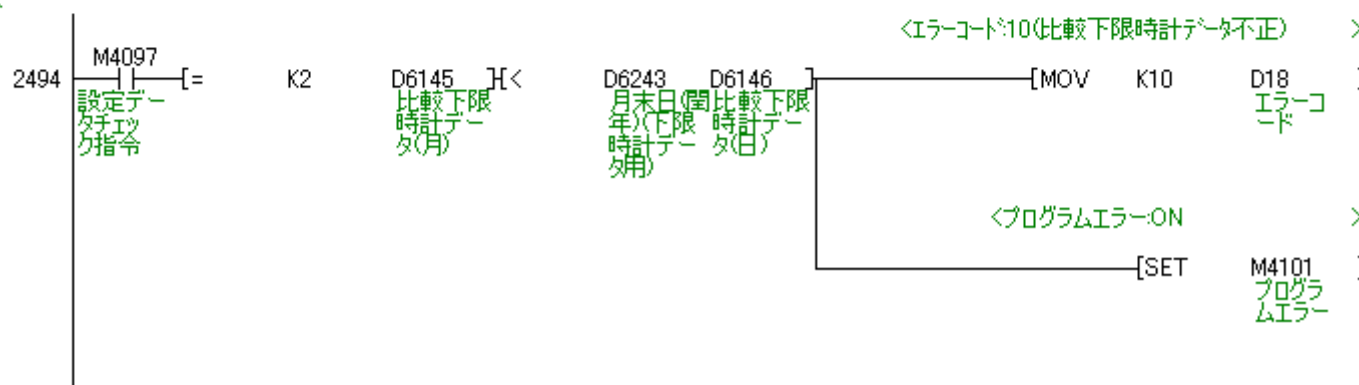 <エラーコード:10(比較下限時計データ不正) >
M4097
2494 [= K2 D6145 ][< D6243 D6146 ] [MOV K10 D18 ]
設定デー
タチェッ
ク指令
比較下限
時計デー
タ(月)
月末日(閏
年)(下限
時計デー
タ用)
比較下限
時計デー
タ(日)
エラーコ
ード
<プログラムエラー:ON >
[SET M4101 ]
プログラ
ムエラー